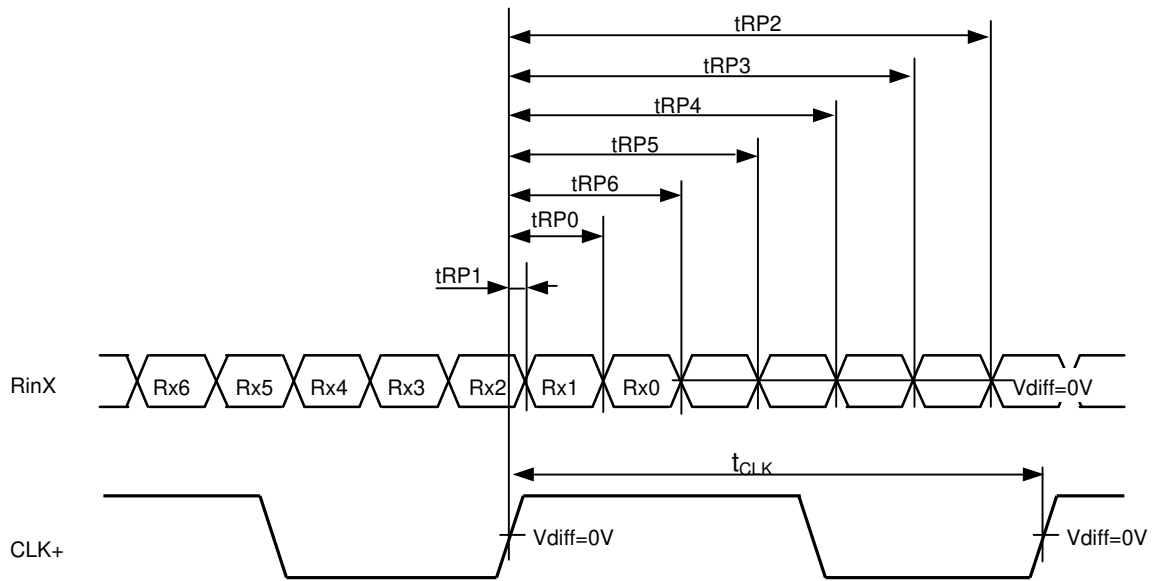 tRP2
tRP3
tRP4
tRP5
tRP6
tRP0
tRP1
RinX
Rx6 Rx5 Rx4 Rx3 Rx2 Rx1 Rx0 Vdiff=0V
tCLK
CLK+
Vdiff=0V Vdiff=0V